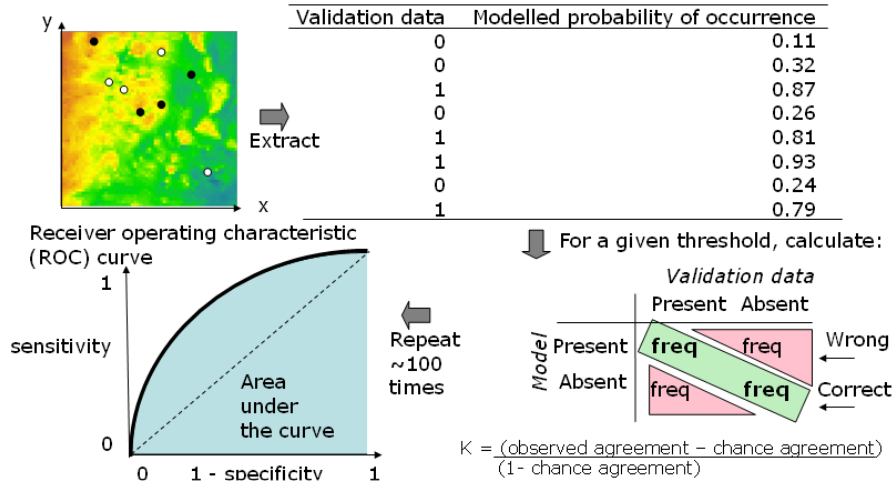 y
x
Extract
Validation data Modelled probability of occurrence
0 0.11
0 0.32
1 0.87
0 0.26
1 0.81
1 0.93
0 0.24
1 0.79
For a given threshold, calculate:
Validation data
Present Absent
Model
Present freq freq
Absent freq freq
Wrong
Correct
K = (observed agreement – chance agreement)
(1- chance agreement)
Repeat
~100
times
Receiver operating characteristic
(ROC) curve
1
sensitivity
0
Area
under
the curve
0 1 - specificity 1